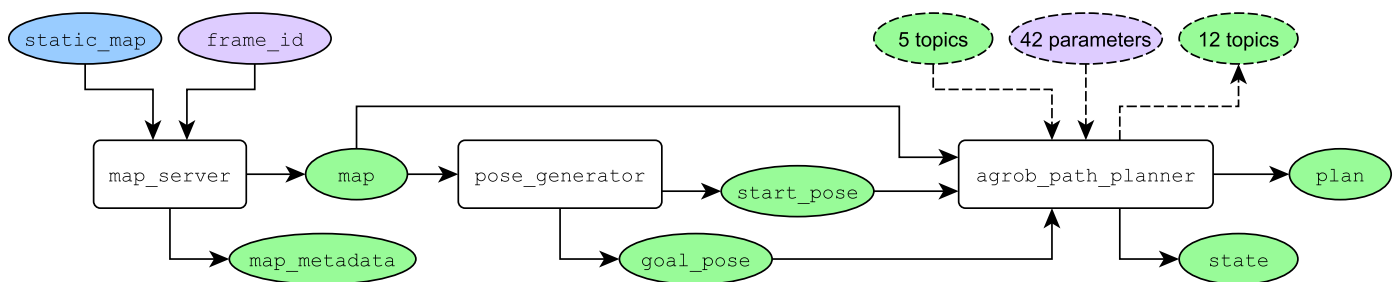 static_map
frame_id
5 topics
42 parameters
12 topics
map_server
map
pose_generator
start_pose
agrob_path_planner
plan
map_metadata
goal_pose
state